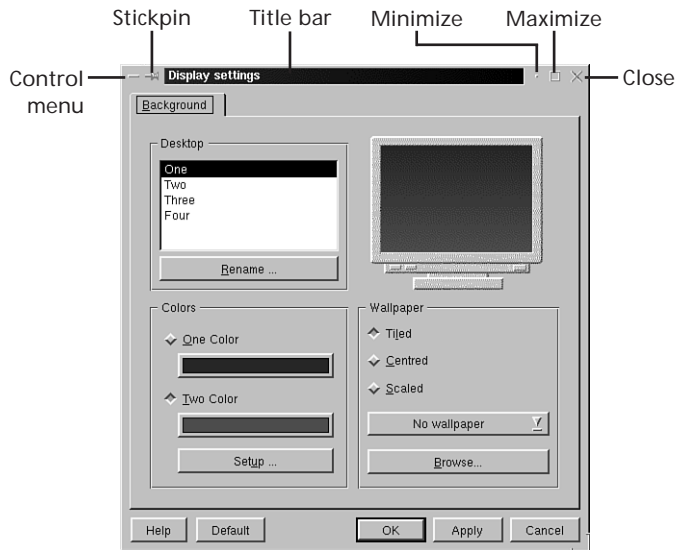 Stickpin Title bar Minimize Maximize
Control menu
Display settings
Close
Background
Desktop
One
Two
Three
Four
Rename ...
Colors
One Color
Two Color
Setup ...
Wallpaper
Tiled
Centred
Scaled
No wallpaper
Browse...
Help Default OK Apply Cancel